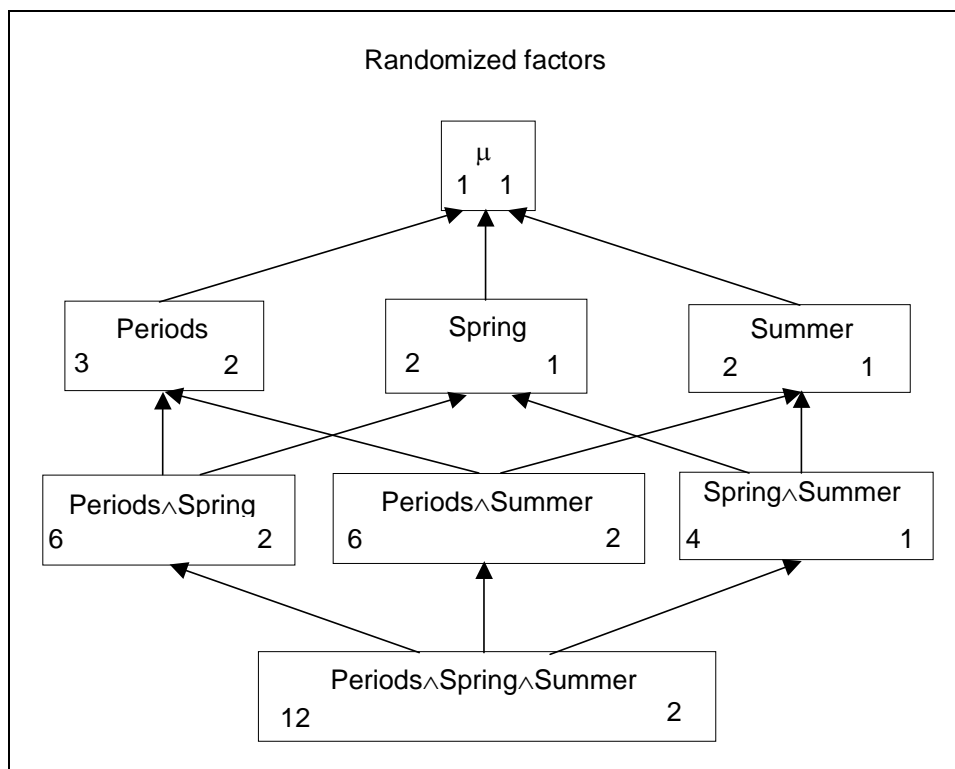 Randomized factors
μ
1 1
Periods
3 2
Spring
2 1
Summer
2 1
Periods∧Spring
6 2
Periods∧Summer
6 2
Spring∧Summer
4 1
Periods∧Spring∧Summer
12 2